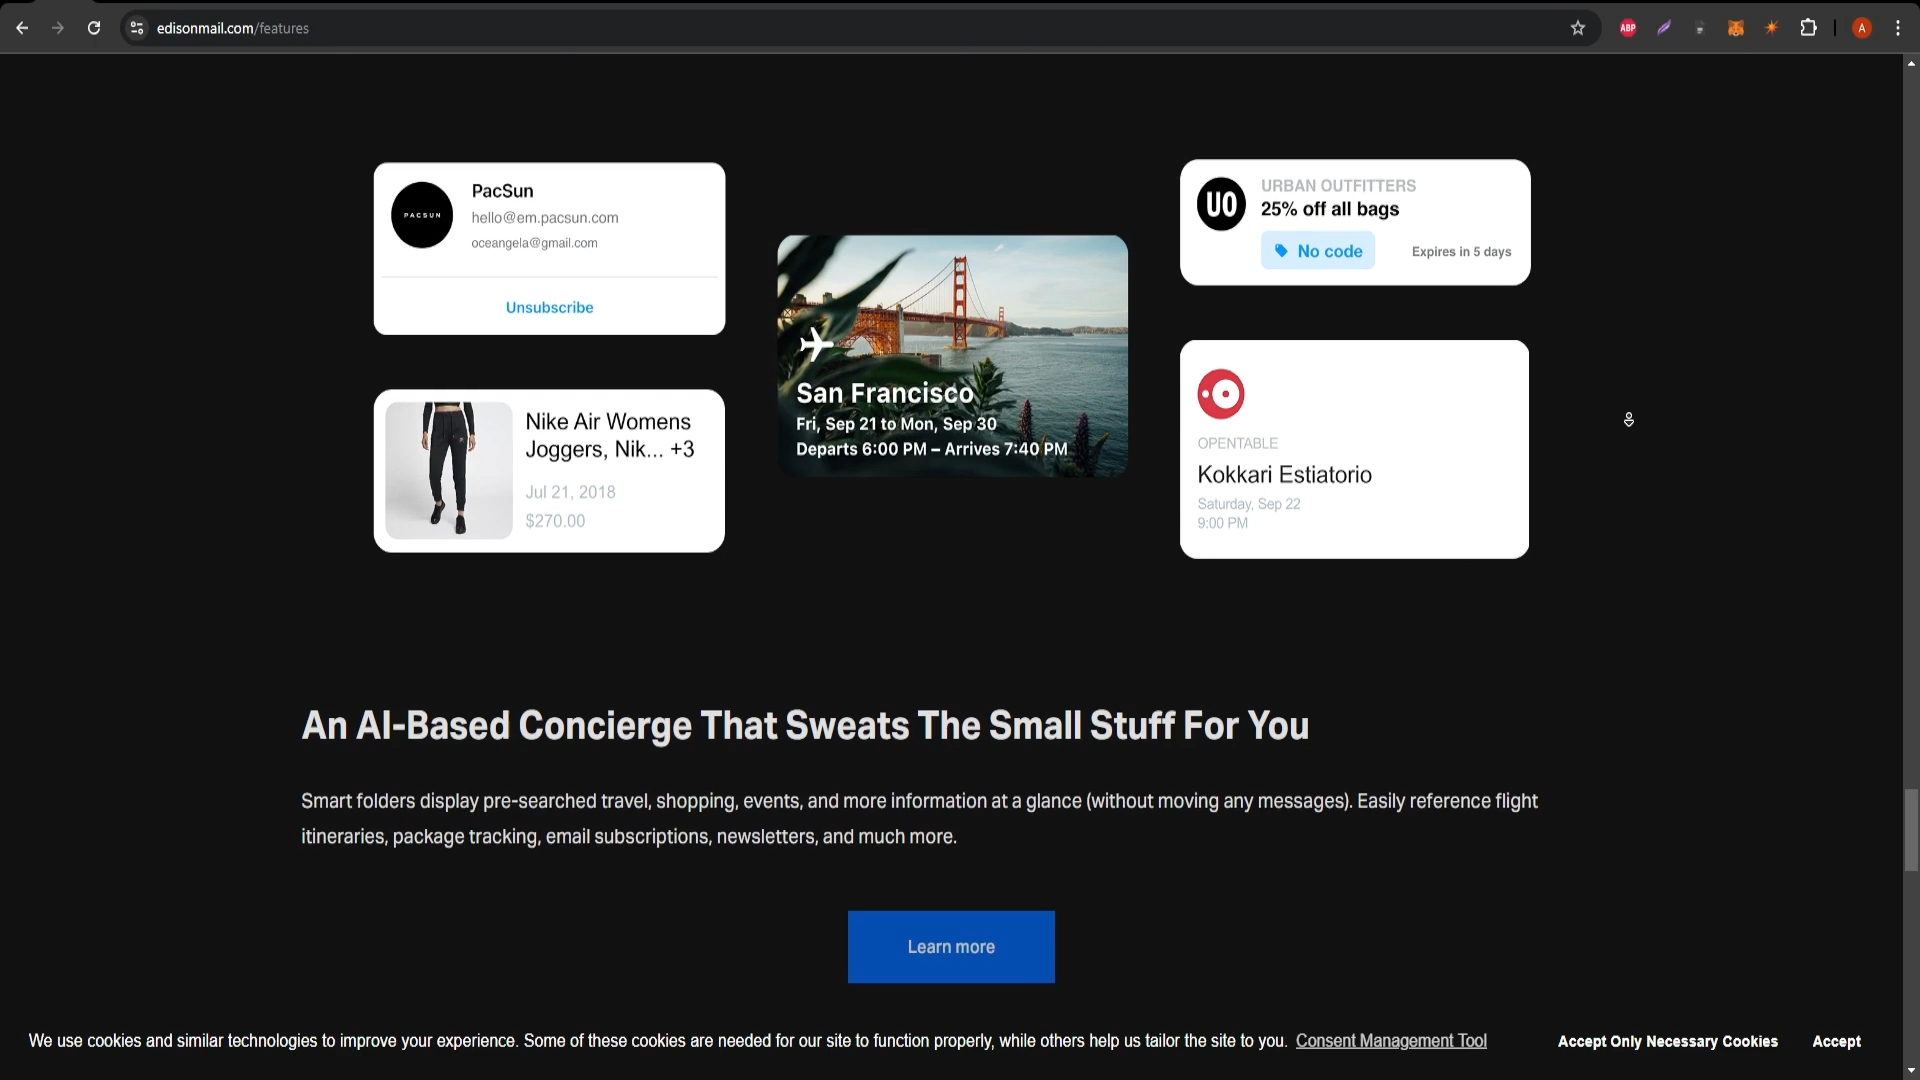 edisonmail.com/features
ABP
A
PACSUN
PacSun
hello@em.pacsun.com
oceangela@gmail.com
Unsubscribe
UO
URBAN OUTFITTERS
25% off all bags
No code
Expires in 5 days
San Francisco
Fri, Sep 21 to Mon, Sep 30
Departs 6:00 PM – Arrives 7:40 PM
Nike Air Womens
Joggers, Nik... +3
Jul 21, 2018
$270.00
OPENTABLE
Kokkari Estiatorio
Saturday, Sep 22
9:00 PM
An AI-Based Concierge That Sweats The Small Stuff For You
Smart folders display pre-searched travel, shopping, events, and more information at a glance (without moving any messages). Easily reference flight
itineraries, package tracking, email subscriptions, newsletters, and much more.
Learn more
We use cookies and similar technologies to improve your experience. Some of these cookies are needed for our site to function properly, while others help us tailor the site to you. Consent Management Tool
Accept Only Necessary Cookies
Accept